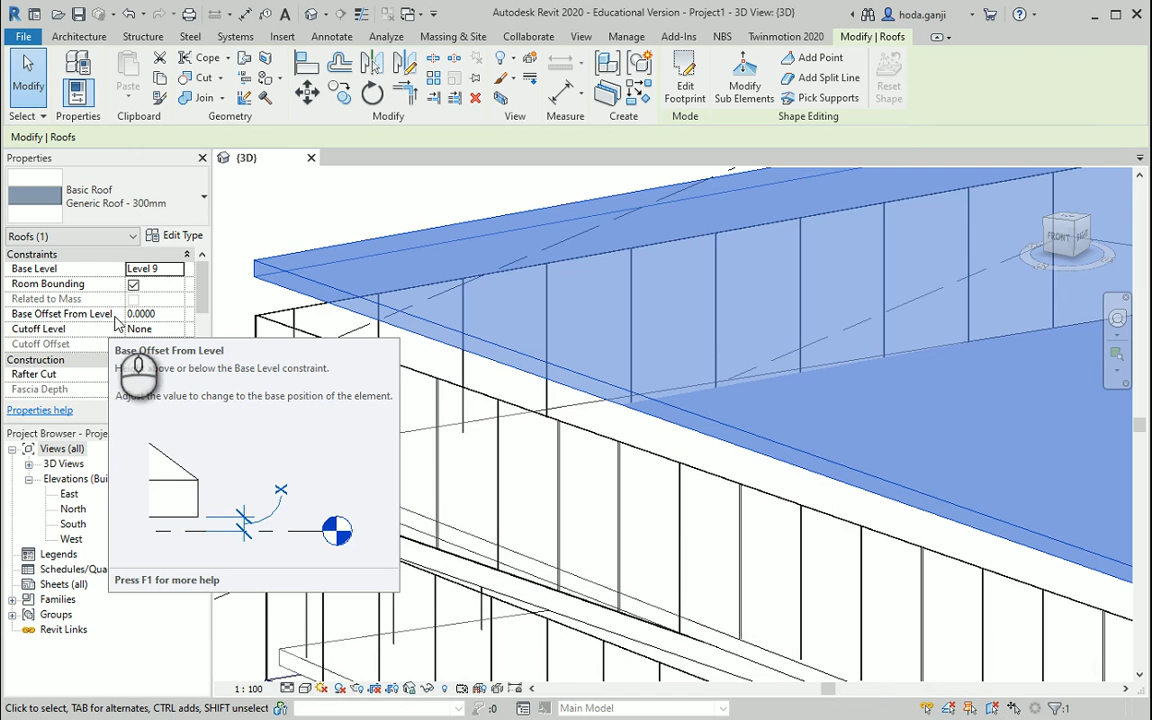 Autodesk Revit 2020 - Educational Version - Project1 - 3D View: {3D}
hoda.ganji
File Architecture Structure Steel Systems Insert Annotate Analyze Massing & Site Collaborate View Manage Add-Ins NBS Twinmotion 2020 Modify | Roofs
Modify
Select
Properties
Paste
Clipboard
Cope
Cut
Join
Geometry
Modify
View
Measure
Create
Edit
Footprint
Mode
Modify
Sub Elements
Add Point
Add Split Line
Pick Supports
Reset
Shape
Shape Editing
Modify | Roofs
Properties
{3D}
Basic Roof
Generic Roof - 300mm
Roofs (1)
Edit Type
Constraints
Base Level Level 9
Room Bounding
Related to Mass
Base Offset From Level 0.0000
Cutoff Level None
Cutoff Offset
Construction
Rafter Cut
Fascia Depth
Properties help
Base Offset From Level
above or below the Base Level constraint.
the value to change to the base position of the element.
Press F1 for more help
Project Browser - Proje
Views (all)
3D Views
Elevations (Bui
East
North
South
West
Legends
Schedules/Qua
Sheets (all)
Families
Groups
Revit Links
FRONT
1 : 100
Click to select, TAB for alternates, CTRL adds, SHIFT unselect
:0
Main Model
:1